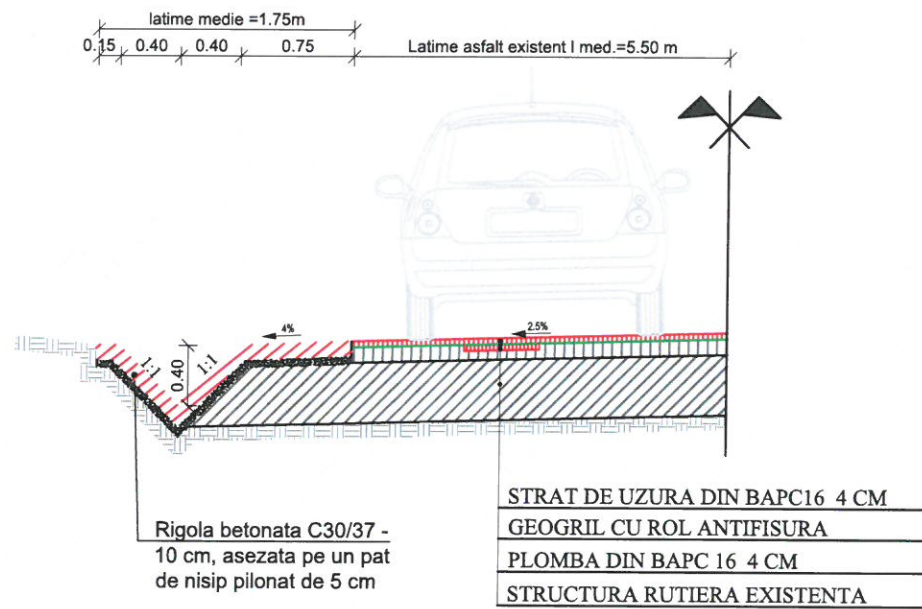 latime medie =1.75m
0.15 0.40 0.40 0.75
Latime asfalt existent l med.=5.50 m
4%
2.5%
1:1
0.40
1:1
Rigola betonata C30/37 -
10 cm, asezata pe un pat
de nisip pilonat de 5 cm
STRAT DE UZURA DIN BAPC16 4 CM
GEOGRIL CU ROL ANTIFISURA
PLOMBA DIN BAPC 16 4 CM
STRUCTURA RUTIERA EXISTENTA